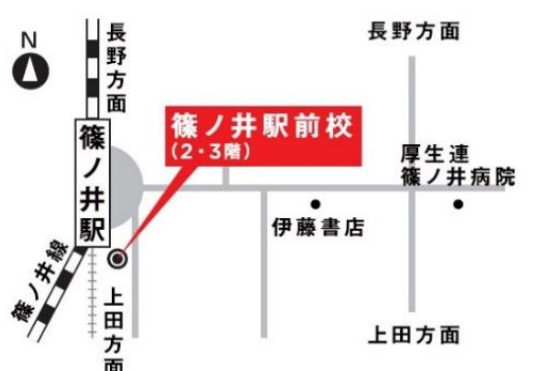 N
長野方面
長野方面
篠ノ井駅前校
(2・3階)
篠ノ井駅
厚生連
篠ノ井病院
伊藤書店
篠ノ井線
上田方面
上田方面